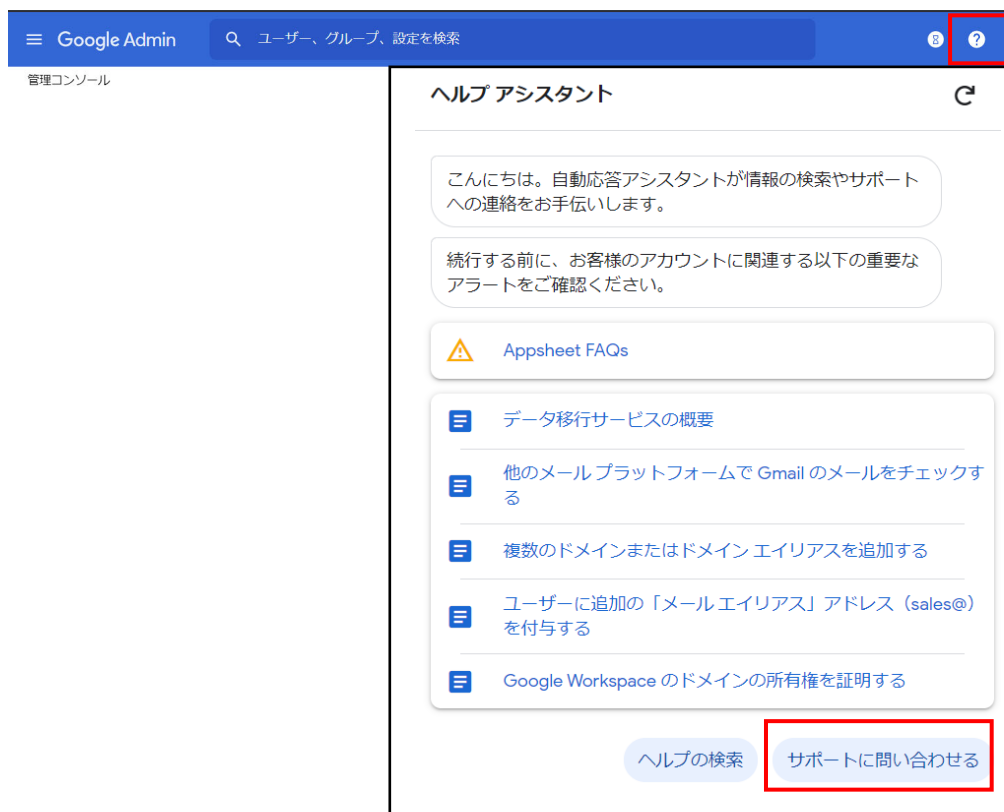 Google Admin
ユーザー、グループ、設定を検索
管理コンソール
ヘルプ アシスタント
こんにちは。自動応答アシスタントが情報の検索やサポート
への連絡をお手伝いします。
続行する前に、お客様のアカウントに関連する以下の重要な
アラートをご確認ください。
Appsheet FAQs
データ移行サービスの概要
他のメール プラットフォームで Gmail のメールをチェックす
る
複数のドメインまたはドメイン エイリアスを追加する
ユーザーに追加の「メール エイリアス」アドレス（sales@）
を付与する
Google Workspace のドメインの所有権を証明する
ヘルプの検索
サポートに問い合わせる